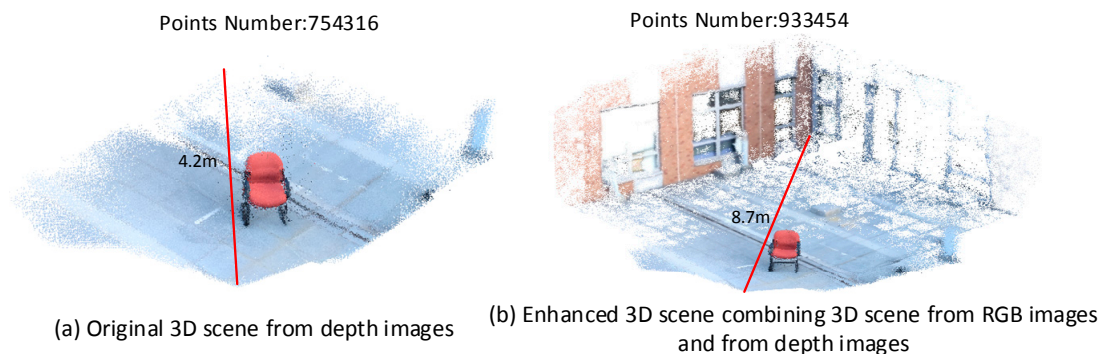 Points Number:754316
Points Number:933454
4.2m
8.7m
(a) Original 3D scene from depth images
(b) Enhanced 3D scene combining 3D scene from RGB images
and from depth images